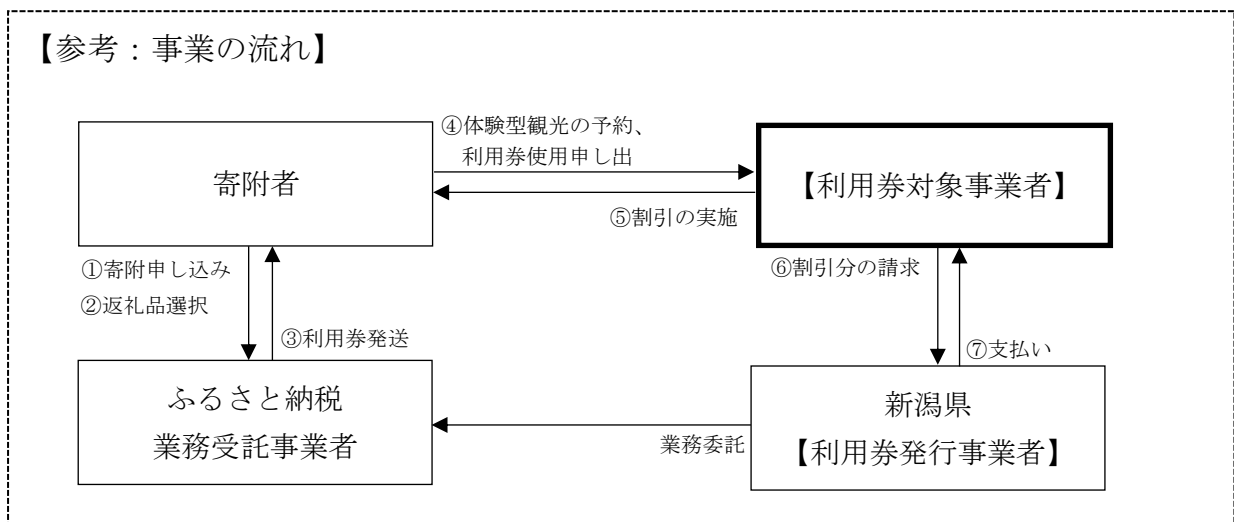 【参考：事業の流れ】
④体験型観光の予約、
利用券使用申し出
寄附者
【利用券対象事業者】
⑤割引の実施
①寄附申し込み
②返礼品選択
⑥割引分の請求
③利用券発送
⑦支払い
ふるさと納税
業務受託事業者
業務委託
新潟県
【利用券発行事業者】